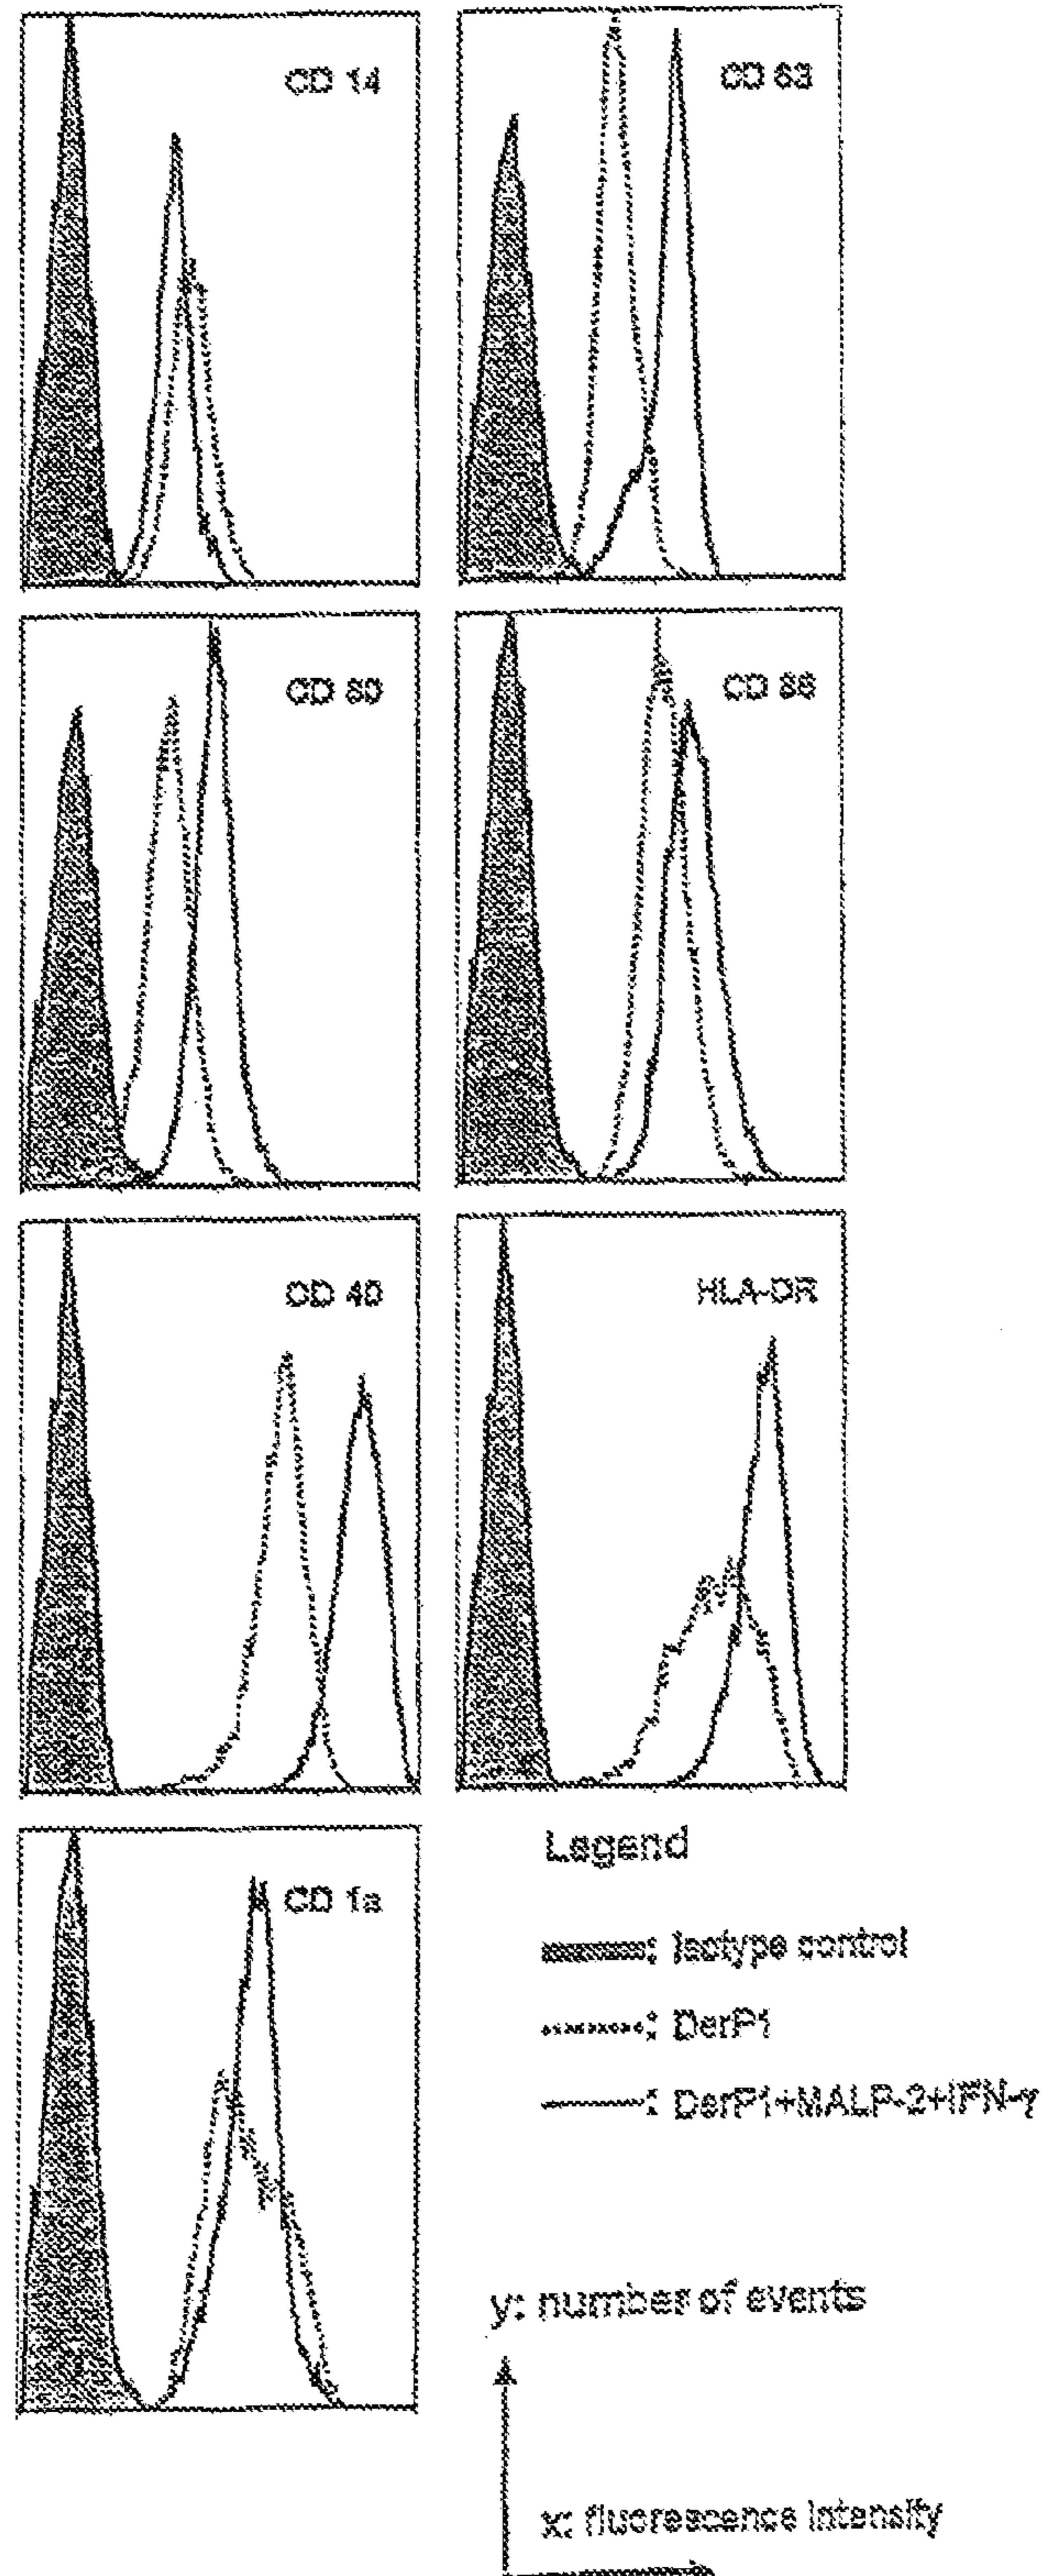 CD 14
CD 83
CD 80
CD 86
CD 40
HLA-DR
CD 1a
Legend
: Isotype control
: DerP1
: DerP1+MALP-2+IFN-γ
y: number of events
x: fluorescence intensity